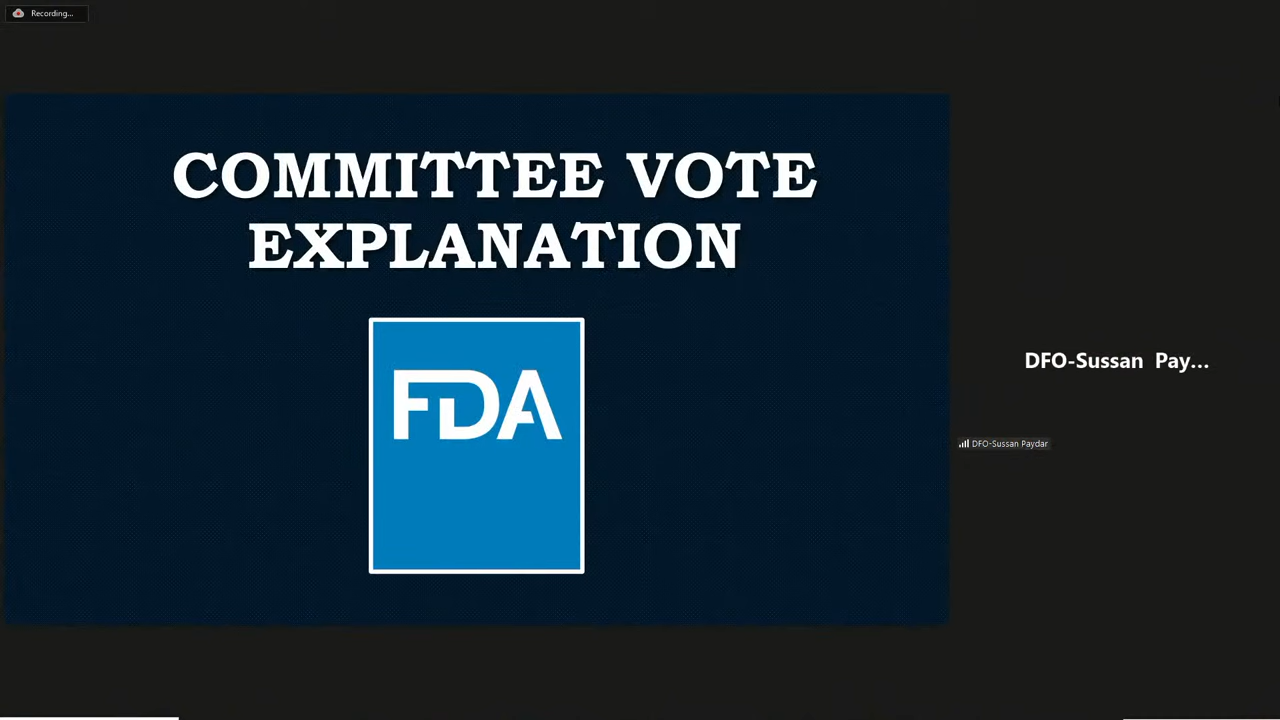 Recording...
COMMITTEE VOTE
EXPLANATION
FDA
DFO-Sussan Pay...
DFO-Sussan Paydar